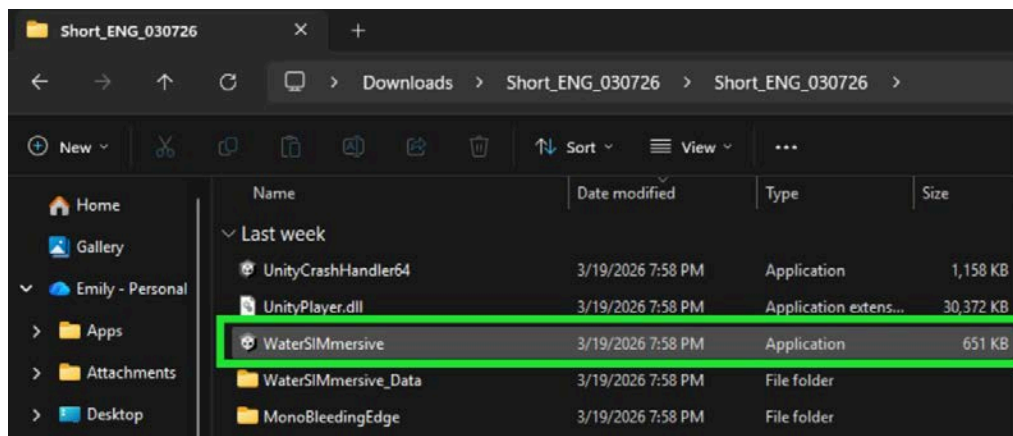 Short_ENG_030726
Downloads > Short_ENG_030726 > Short_ENG_030726 >
New Sort View ...
Name Date modified Type Size
Home
Gallery
Emily - Personal
Apps
Attachments
Desktop
Last week
UnityCrashHandler64 3/19/2026 7:58 PM Application 1,158 KB
UnityPlayer.dll 3/19/2026 7:58 PM Application extens... 30,372 KB
WaterSIMmersive 3/19/2026 7:58 PM Application 651 KB
WaterSIMmersive_Data 3/19/2026 7:58 PM File folder
MonoBleedingEdge 3/19/2026 7:58 PM File folder